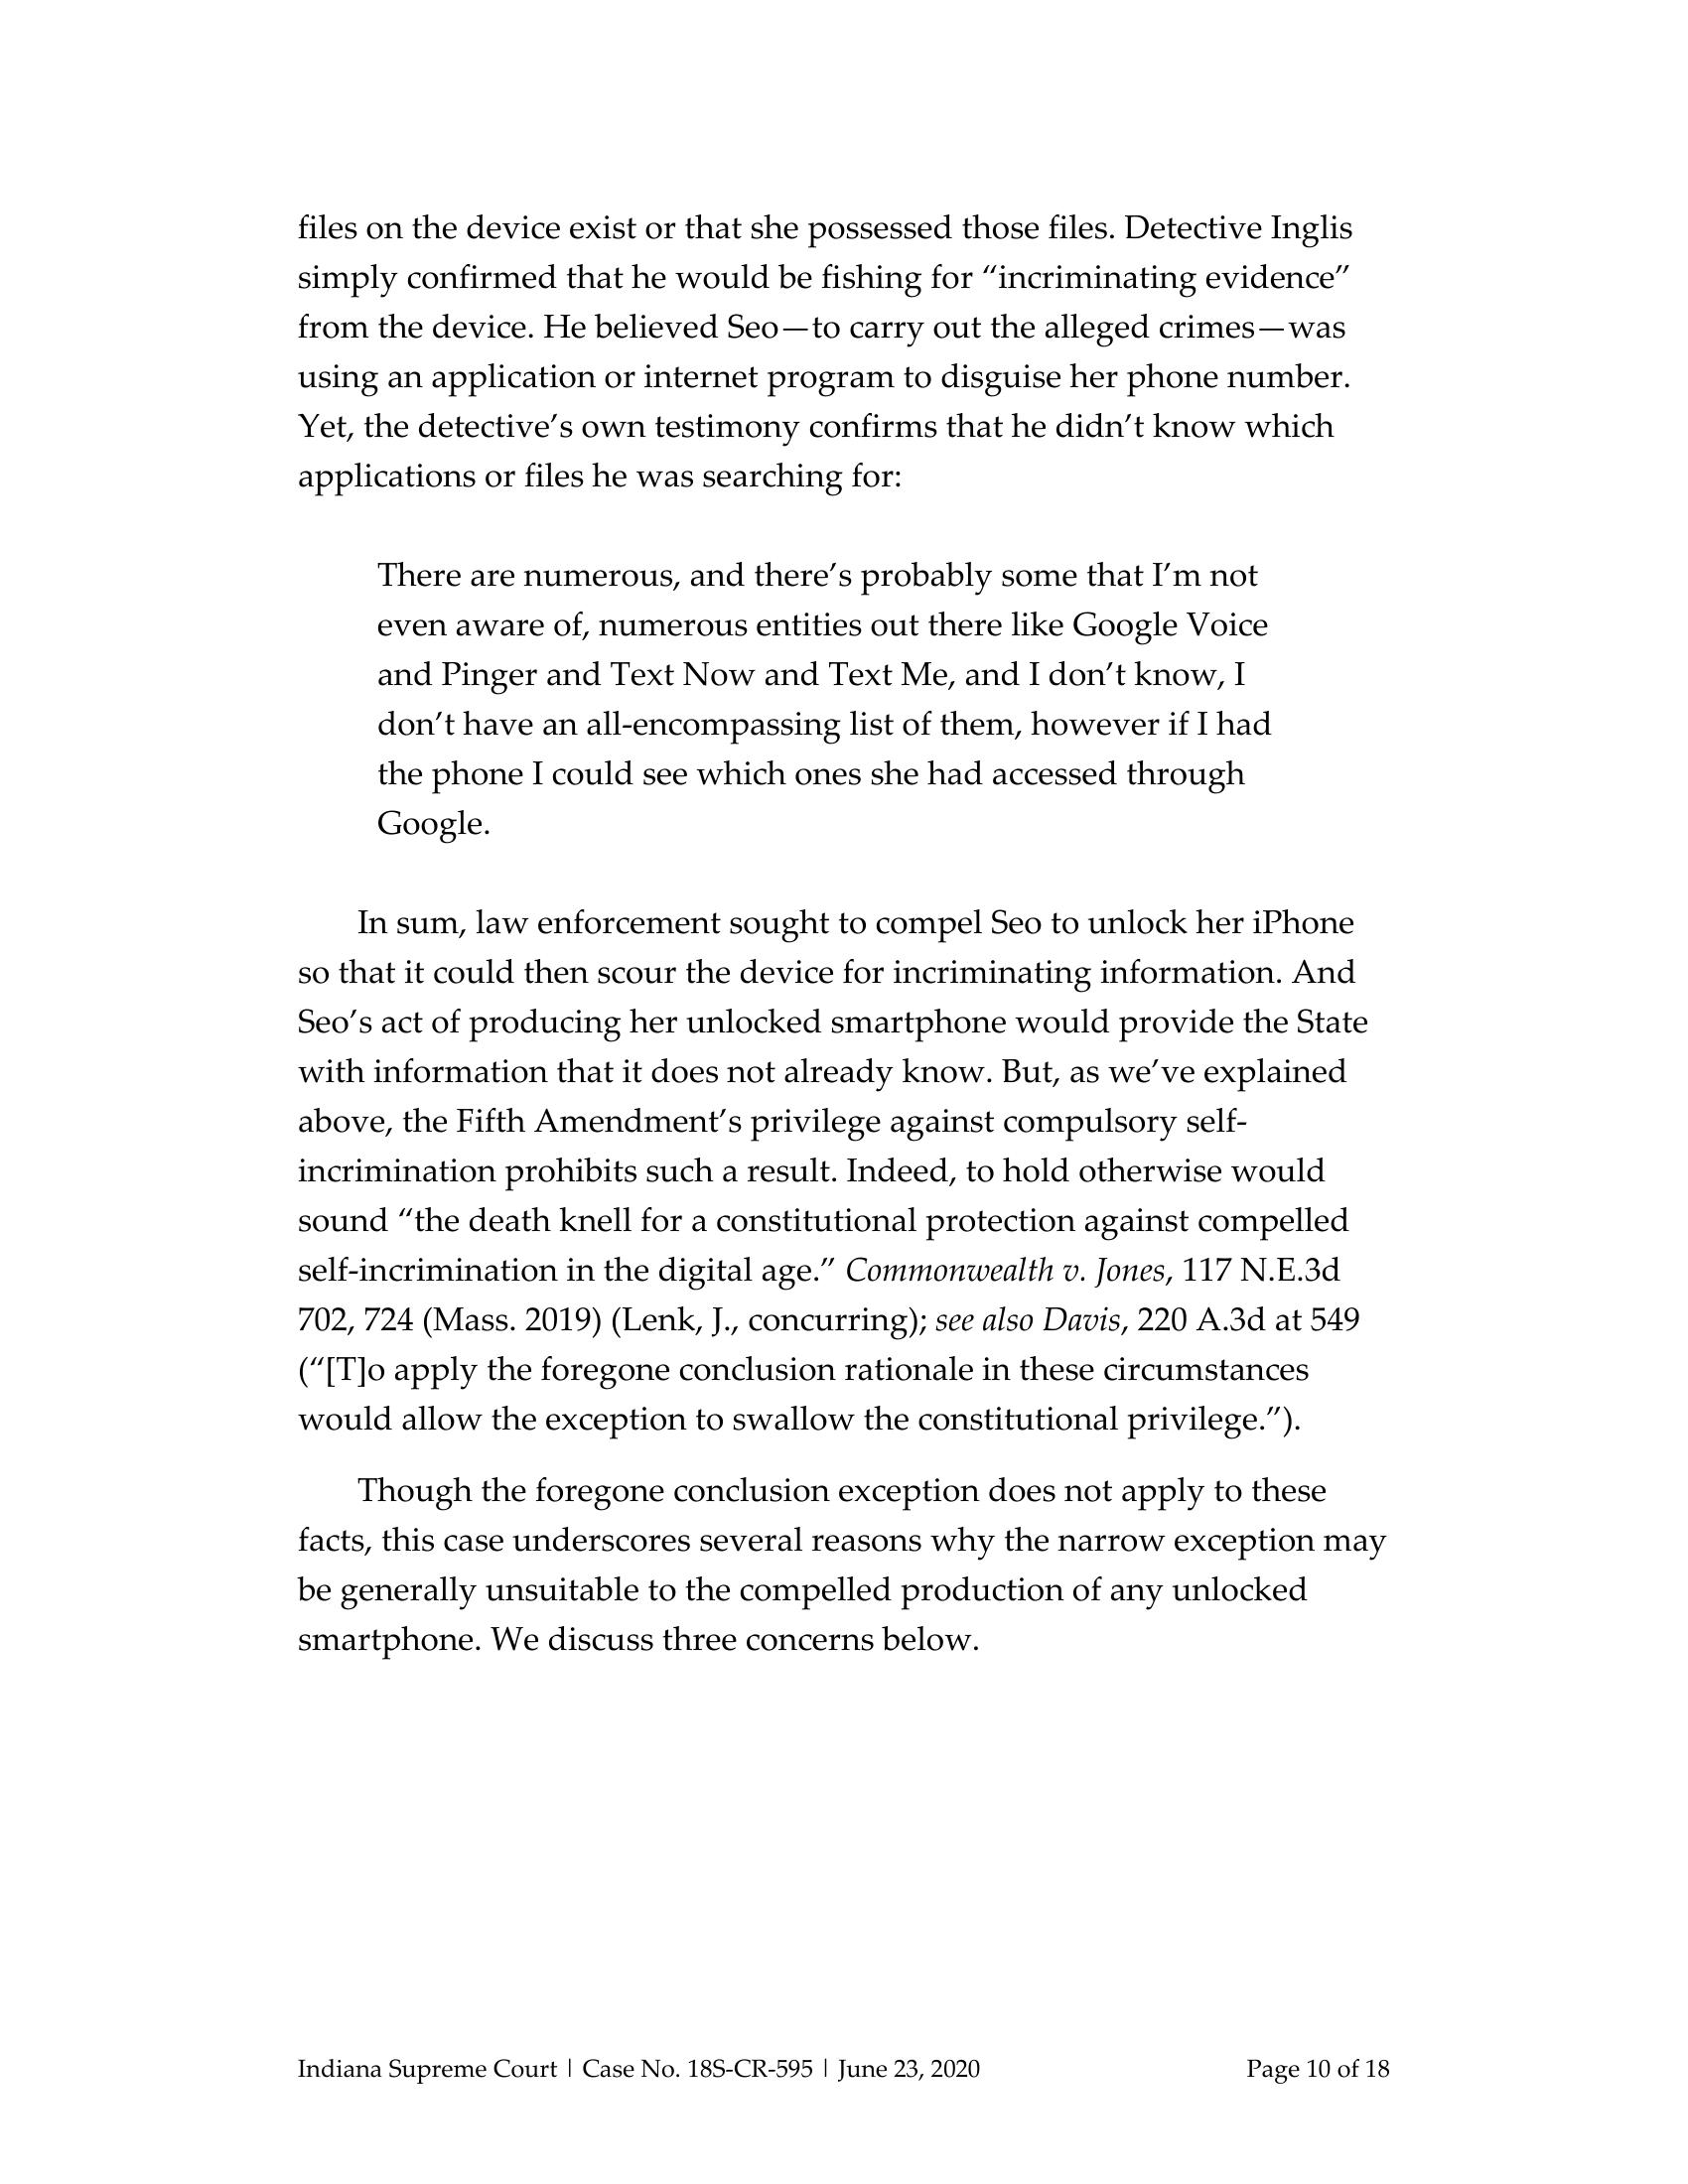 files on the device exist or that she possessed those files. Detective Inglis
simply confirmed that he would be fishing for “incriminating evidence”
from the device. He believed Seo—to carry out the alleged crimes—was
using an application or internet program to disguise her phone number.
Yet, the detective’s own testimony confirms that he didn’t know which
applications or files he was searching for:
There are numerous, and there’s probably some that I’m not
even aware of, numerous entities out there like Google Voice
and Pinger and Text Now and Text Me, and I don’t know, I
don’t have an all-encompassing list of them, however if I had
the phone I could see which ones she had accessed through
Google.
In sum, law enforcement sought to compel Seo to unlock her iPhone
so that it could then scour the device for incriminating information. And
Seo’s act of producing her unlocked smartphone would provide the State
with information that it does not already know. But, as we’ve explained
above, the Fifth Amendment’s privilege against compulsory self-
incrimination prohibits such a result. Indeed, to hold otherwise would
sound “the death knell for a constitutional protection against compelled
self-incrimination in the digital age.” Commonwealth v. Jones, 117 N.E.3d
702, 724 (Mass. 2019) (Lenk, J., concurring); see also Davis, 220 A.3d at 549
(“[T]o apply the foregone conclusion rationale in these circumstances
would allow the exception to swallow the constitutional privilege.”).
Though the foregone conclusion exception does not apply to these
facts, this case underscores several reasons why the narrow exception may
be generally unsuitable to the compelled production of any unlocked
smartphone. We discuss three concerns below.
Indiana Supreme Court | Case No. 18S-CR-595 | June 23, 2020 Page 10 of 18